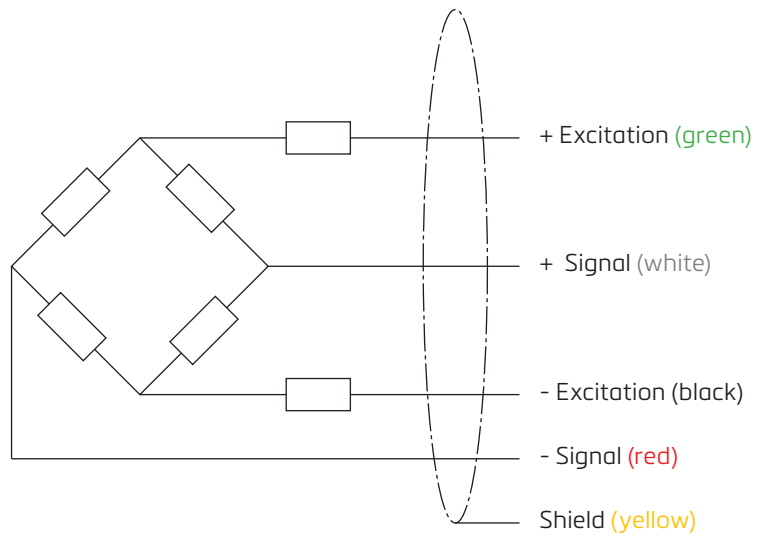 + Excitation (green)
+ Signal (white)
- Excitation (black)
- Signal (red)
Shield (yellow)